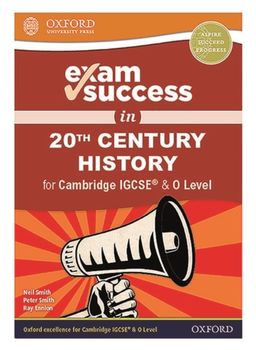 OXFORD
UNIVERSITY PRESS
ASPIRE
SUCCEED
PROGRESS
exam
success
in
20TH CENTURY
HISTORY
for Cambridge IGCSE® & O Level
Neil Smith
Peter Smith
Ray Ennion
Oxford excellence for Cambridge IGCSE® & O Level
OXFORD